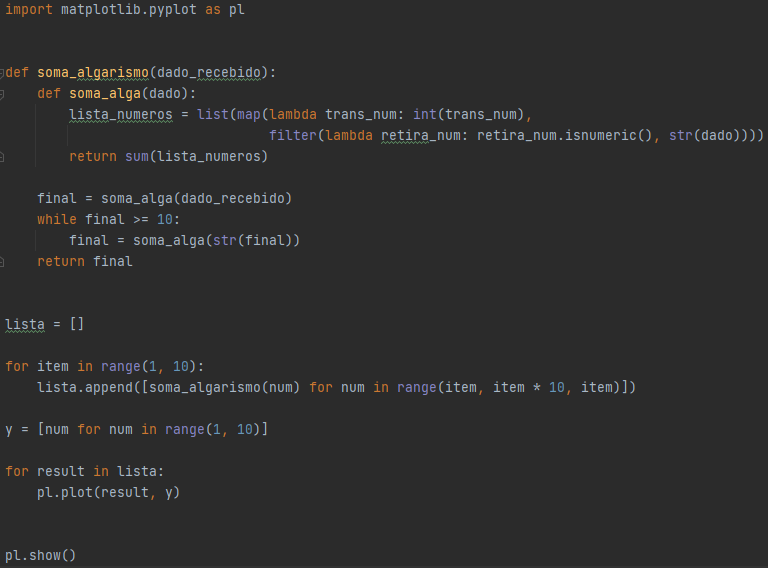 import matplotlib.pyplot as pl
def soma_algarismo(dado_recebido):
    def soma_alga(dado):
        lista_numeros = list(map(lambda trans_num: int(trans_num),
                                 filter(lambda retira_num: retira_num.isnumeric(), str(dado))))
        return sum(lista_numeros)
    final = soma_alga(dado_recebido)
    while final >= 10:
        final = soma_alga(str(final))
    return final
lista = []
for item in range(1, 10):
    lista.append([soma_algarismo(num) for num in range(item, item * 10, item)])
y = [num for num in range(1, 10)]
for result in lista:
    pl.plot(result, y)
pl.show()